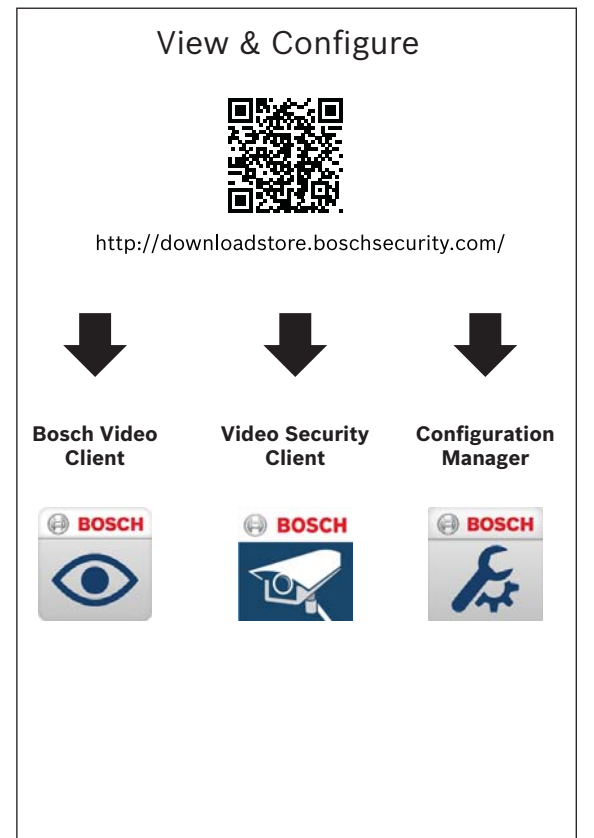 View & Configure
http://downloadstore.boschsecurity.com/
Bosch Video
Client
Video Security
Client
Configuration
Manager
BOSCH
BOSCH
BOSCH